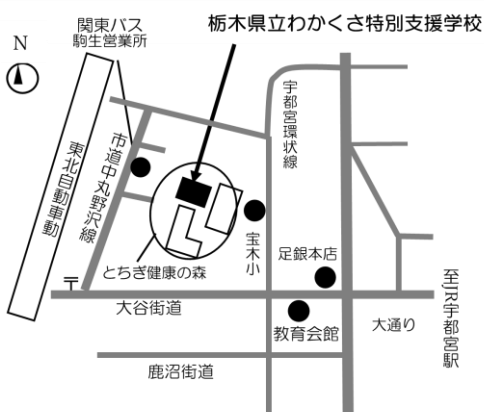 栃木県立わかくさ特別支援学校
関東バス
駒生営業所
N
宇都宮環状線
東北自動車動
市道中丸野沢線
宝木小
とちぎ健康の森
足銀本店
〒
大谷街道
教育会館
大通り
至JR宇都宮駅
鹿沼街道